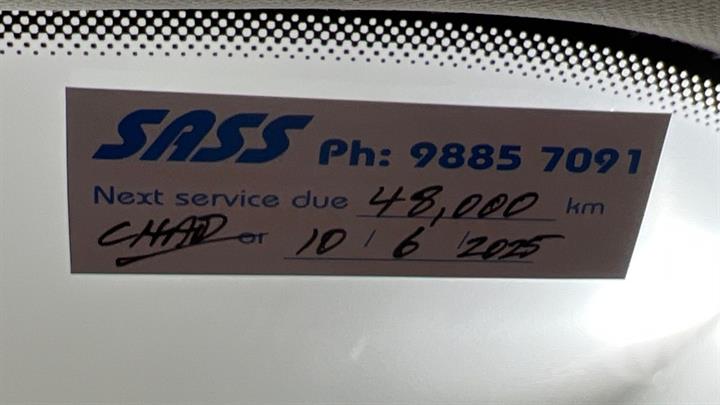 SASS Ph: 9885 7091
Next service due 48,000 km
CHAD or 10 / 6 / 2025